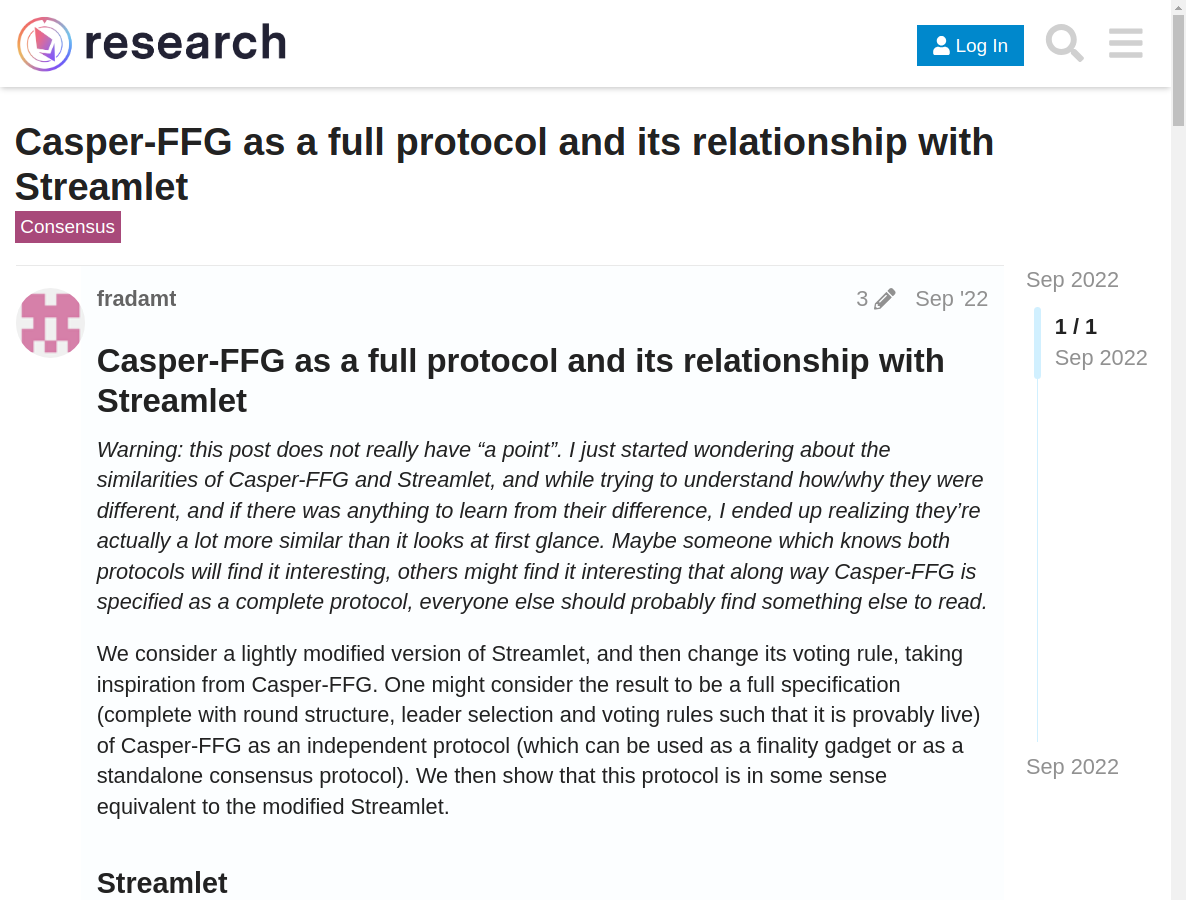 research
Log In
Casper-FFG as a full protocol and its relationship with
Streamlet
Consensus
fradamt
3
Sep '22
Sep 2022
1 / 1
Sep 2022
Casper-FFG as a full protocol and its relationship with
Streamlet
Warning: this post does not really have “a point”. I just started wondering about the
similarities of Casper-FFG and Streamlet, and while trying to understand how/why they were
different, and if there was anything to learn from their difference, I ended up realizing they’re
actually a lot more similar than it looks at first glance. Maybe someone which knows both
protocols will find it interesting, others might find it interesting that along way Casper-FFG is
specified as a complete protocol, everyone else should probably find something else to read.
We consider a lightly modified version of Streamlet, and then change its voting rule, taking
inspiration from Casper-FFG. One might consider the result to be a full specification
(complete with round structure, leader selection and voting rules such that it is provably live)
of Casper-FFG as an independent protocol (which can be used as a finality gadget or as a
standalone consensus protocol). We then show that this protocol is in some sense
equivalent to the modified Streamlet.
Sep 2022
Streamlet